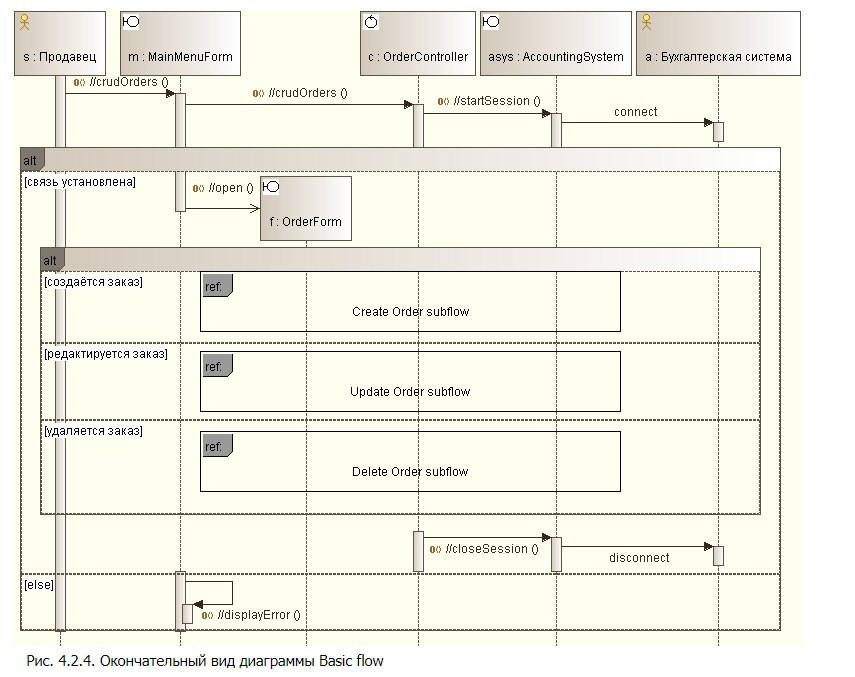 s : Продавец
m : MainMenuForm
c : OrderController
asys : AccountingSystem
a : Бухгалтерская система
//crudOrders ()
//crudOrders ()
//startSession ()
connect
alt
[связь установлена]
//open ()
f : OrderForm
alt
[создаётся заказ]
ref:
Create Order subflow
[редактируется заказ]
ref:
Update Order subflow
[удаляется заказ]
ref:
Delete Order subflow
//closeSession ()
disconnect
[else]
//displayError ()
Рис. 4.2.4. Окончательный вид диаграммы Basic flow